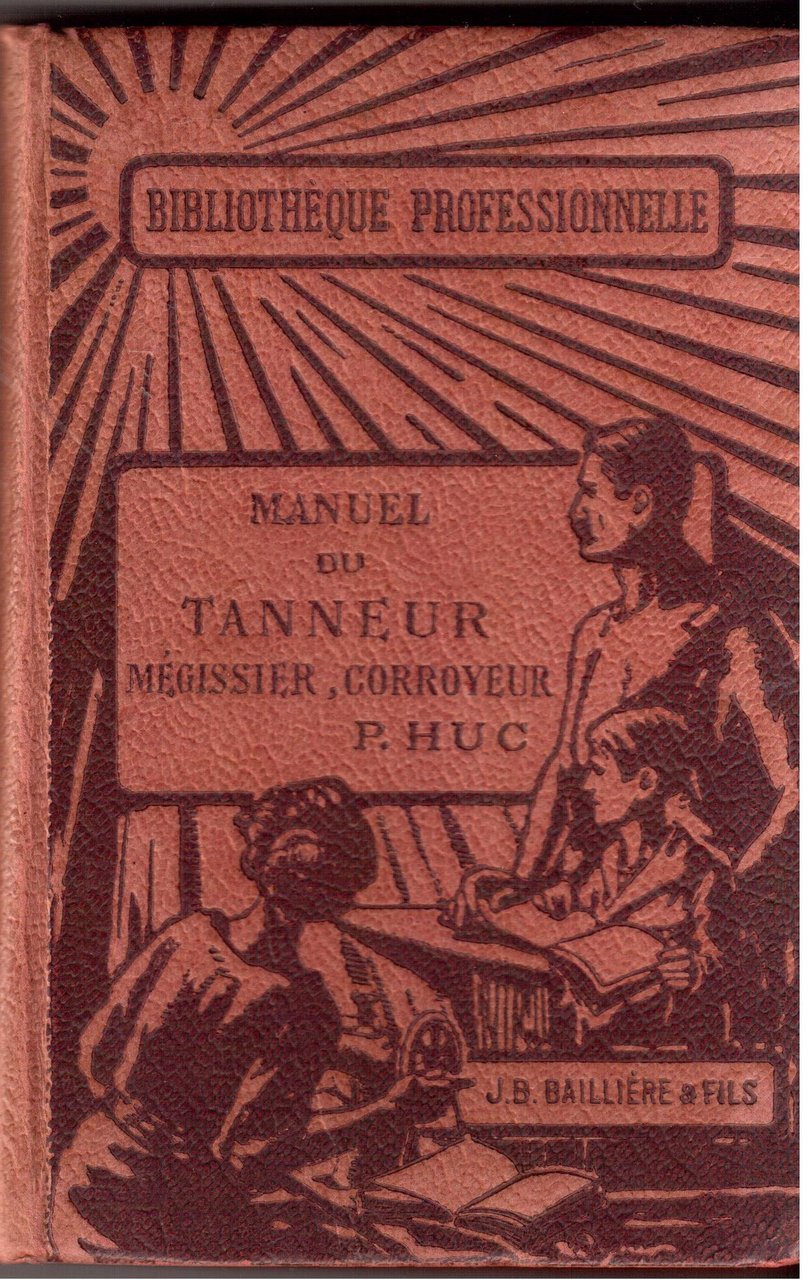 BIBLIOTHÈQUE PROFESSIONNELLE
MANUEL
DU
TANNEUR
MÉGISSIER, CORROYEUR
P. HUC
J.B. BAILLIÈRE & FILS